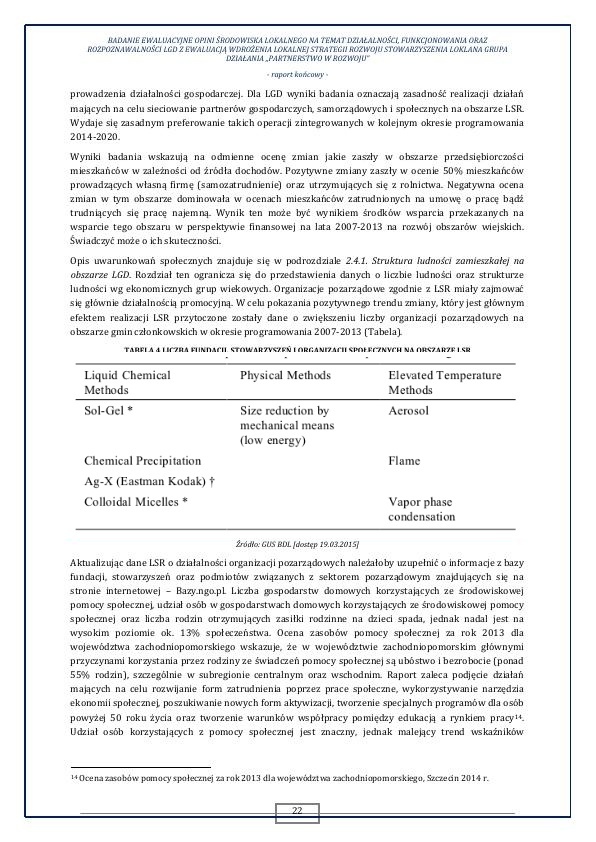 BADANIE EWALUACYJNE OPINI ŚRODOWISKA LOKALNEGO NA TEMAT DZIAŁALNOŚCI, FUNKCJONOWANIA ORAZ
ROZPOZNAWALNOŚCI LGD Z EWALUACJĄ WDROŻENIA LOKALNEJ STRATEGII ROZWOJU STOWARZYSZENIA LOKLANA GRUPA
DZIAŁANIA „PARTNERSTWO W ROZWOJU"
- raport końcowy -
prowadzenia działalności gospodarczej. Dla LGD wyniki badania oznaczają zasadność realizacji działań
mających na celu sieciowanie partnerów gospodarczych, samorządowych i społecznych na obszarze LSR.
Wydaje się zasadnym preferowanie takich operacji zintegrowanych w kolejnym okresie programowania
2014-2020.
Wyniki badania wskazują na odmienne ocenę zmian jakie zaszły w obszarze przedsiębiorczości
mieszkańców w zależności od źródła dochodów. Pozytywne zmiany zaszły w ocenie 50% mieszkańców
prowadzących własną firmę (samozatrudnienie) oraz utrzymujących się z rolnictwa. Negatywna ocena
zmian w tym obszarze dominowała w ocenach mieszkańców zatrudnionych na umowę o pracę bądź
trudniących się pracę najemną. Wynik ten może być wynikiem środków wsparcia przekazanych na
wsparcie tego obszaru w perspektywie finansowej na lata 2007-2013 na rozwój obszarów wiejskich.
Świadczyć może o ich skuteczności.
Opis uwarunkowań społecznych znajduje się w podrozdziale 2.4.1. Struktura ludności zamieszkałej na
obszarze LGD. Rozdział ten ogranicza się do przedstawienia danych o liczbie ludności oraz strukturze
ludności wg ekonomicznych grup wiekowych. Organizacje pozarządowe zgodnie z LSR miały zajmować
się głównie działalnością promocyjną. W celu pokazania pozytywnego trendu zmiany, który jest głównym
efektem realizacji LSR przytoczone zostały dane o zwiększeniu liczby organizacji pozarządowych na
obszarze gmin członkowskich w okresie programowania 2007-2013 (Tabela).
TABELA 4 LICZBA FUNDACJI, STOWARZYSZEŃ I ORGANIZACJI SPOŁECZNYCH NA OBSZARZE LSR
Liquid Chemical Physical Methods Elevated Temperature
Methods Methods
Sol-Gel * Size reduction by Aerosol
mechanical means
(low energy)
Chemical Precipitation Flame
Ag-X (Eastman Kodak) †
Colloidal Micelles * Vapor phase
condensation
Źródło: GUS BDL [dostęp 19.03.2015]
Aktualizując dane LSR o działalności organizacji pozarządowych należałoby uzupełnić o informacje z bazy
fundacji, stowarzyszeń oraz podmiotów związanych z sektorem pozarządowym znajdujących się na
stronie internetowej – Bazy.ngo.pl. Liczba gospodarstw domowych korzystających ze środowiskowej
pomocy społecznej, udział osób w gospodarstwach domowych korzystających ze środowiskowej pomocy
społecznej oraz liczba rodzin otrzymujących zasiłki rodzinne na dzieci spada, jednak nadal jest na
wysokim poziomie ok. 13% społeczeństwa. Ocena zasobów pomocy społecznej za rok 2013 dla
województwa zachodniopomorskiego wskazuje, że w województwie zachodniopomorskim głównymi
przyczynami korzystania przez rodziny ze świadczeń pomocy społecznej są ubóstwo i bezrobocie (ponad
55% rodzin), szczególnie w subregionie centralnym oraz wschodnim. Raport zaleca podjęcie działań
mających na celu rozwijanie form zatrudnienia poprzez prace społeczne, wykorzystywanie narzędzia
ekonomii społecznej, poszukiwanie nowych form aktywizacji, tworzenie specjalnych programów dla osób
powyżej 50 roku życia oraz tworzenie warunków współpracy pomiędzy edukacją a rynkiem pracy14.
Udział osób korzystających z pomocy społecznej jest znaczny, jednak malejący trend wskaźników
14 Ocena zasobów pomocy społecznej za rok 2013 dla województwa zachodniopomorskiego, Szczecin 2014 r.
22